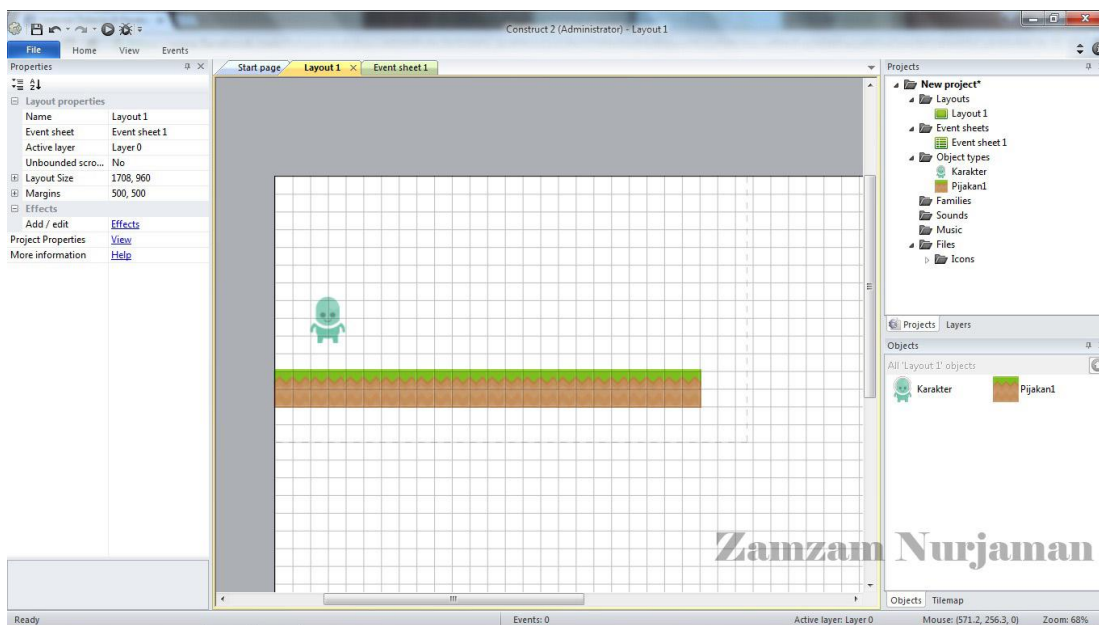 Construct 2 (Administrator) - Layout 1
File Home View Events
Properties
Layout properties
Name Layout 1
Event sheet Event sheet 1
Active layer Layer 0
Unbounded scro... No
Layout Size 1708, 960
Margins 500, 500
Effects
Add / edit Effects
Project Properties View
More information Help
Start page Layout 1 Event sheet 1
Projects
New project*
Layouts
Layout 1
Event sheets
Event sheet 1
Object types
Karakter
Pijakan1
Families
Sounds
Music
Files
Icons
Projects Layers
Objects
All 'Layout 1' objects
Karakter Pijakan1
Zamzam Nurjaman
Objects Tilemap
Ready Events: 0 Active layer: Layer 0 Mouse: (571.2, 256.3, 0) Zoom: 68%